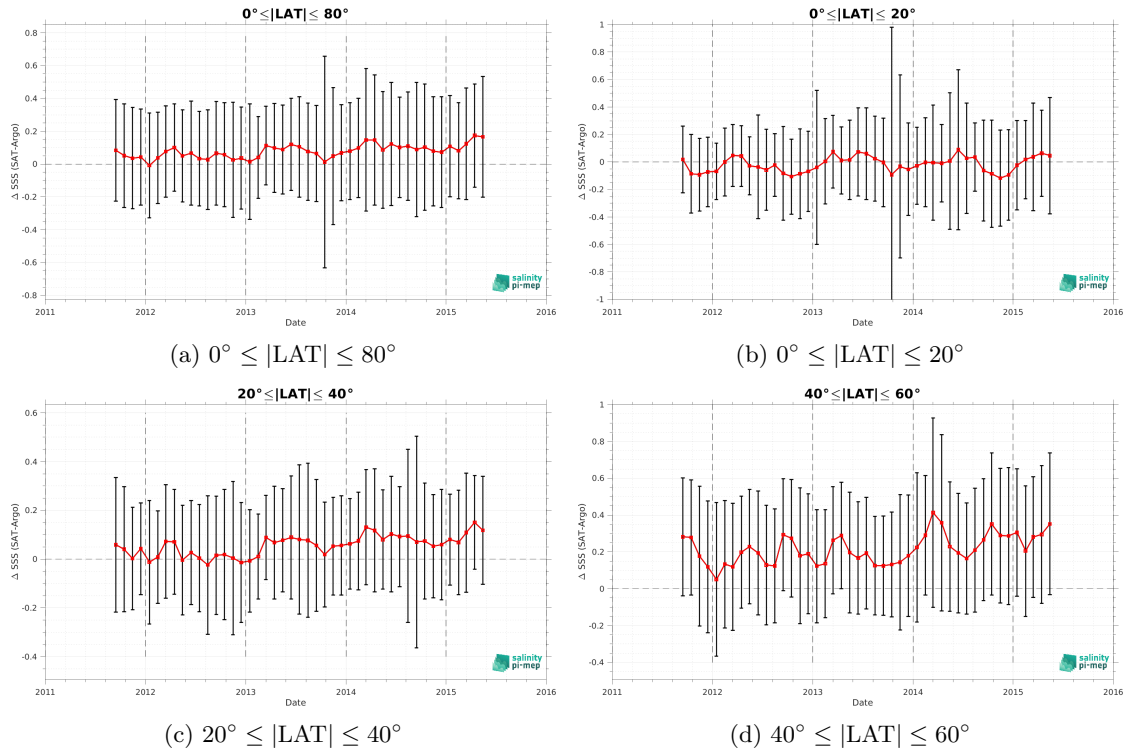 0°≤|LAT|≤ 80°
Δ SSS (SAT-Argo)
0.8
0.6
0.4
0.2
0
-0.2
-0.4
-0.6
-0.8
salinity
pi-mep
2011 2012 2013 2014 2015 2016
Date
(a) 0° ≤ |LAT| ≤ 80°
0°≤|LAT|≤ 20°
Δ SSS (SAT-Argo)
1
0.8
0.6
0.4
0.2
0
-0.2
-0.4
-0.6
-0.8
-1
salinity
pi-mep
2011 2012 2013 2014 2015 2016
Date
(b) 0° ≤ |LAT| ≤ 20°
20°≤|LAT|≤ 40°
Δ SSS (SAT-Argo)
0.6
0.4
0.2
0
-0.2
-0.4
salinity
pi-mep
2011 2012 2013 2014 2015 2016
Date
(c) 20° ≤ |LAT| ≤ 40°
40°≤|LAT|≤ 60°
Δ SSS (SAT-Argo)
1
0.8
0.6
0.4
0.2
0
-0.2
-0.4
salinity
pi-mep
2011 2012 2013 2014 2015 2016
Date
(d) 40° ≤ |LAT| ≤ 60°